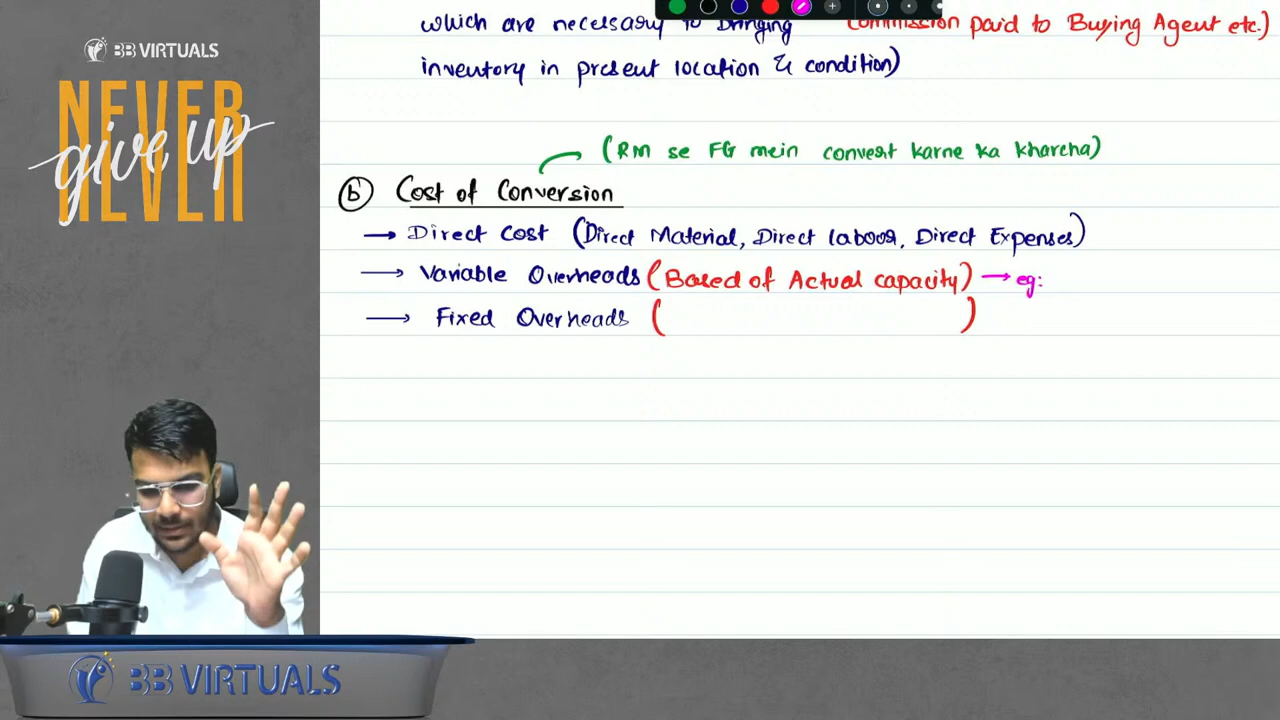 BB VIRTUALS
NEVER
give up
NEVER
which are necessary to bringing
commission paid to Buying Agent etc.)
inventory in present location & condition)
(RM se FG mein convert karne ka kharcha)
(b) Cost of Conversion
→ Direct Cost (Direct Material, Direct labour, Direct Expenses)
→ Variable Overheads (Based of Actual capacity) → eg:
→ Fixed Overheads ( )
BB VIRTUALS